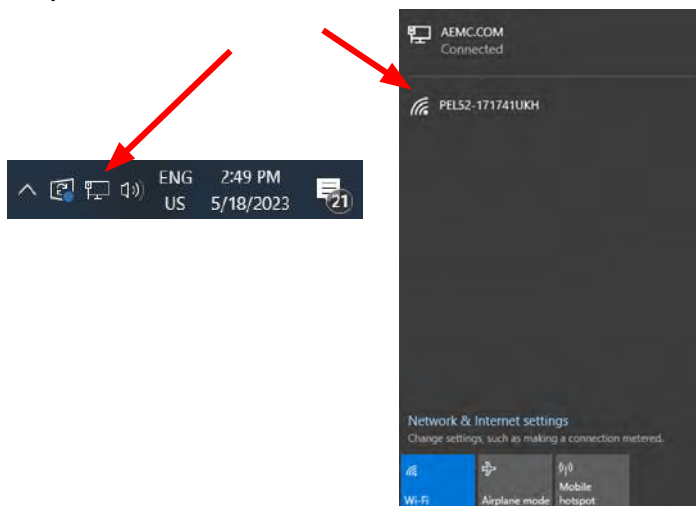 AEMC.COM
Connected
PEL52-171741UKH
ENG 2:49 PM
US 5/18/2023
21
Network & Internet settings
Change settings, such as making a connection metered.
Wi-Fi
Airplane mode
Mobile
hotspot